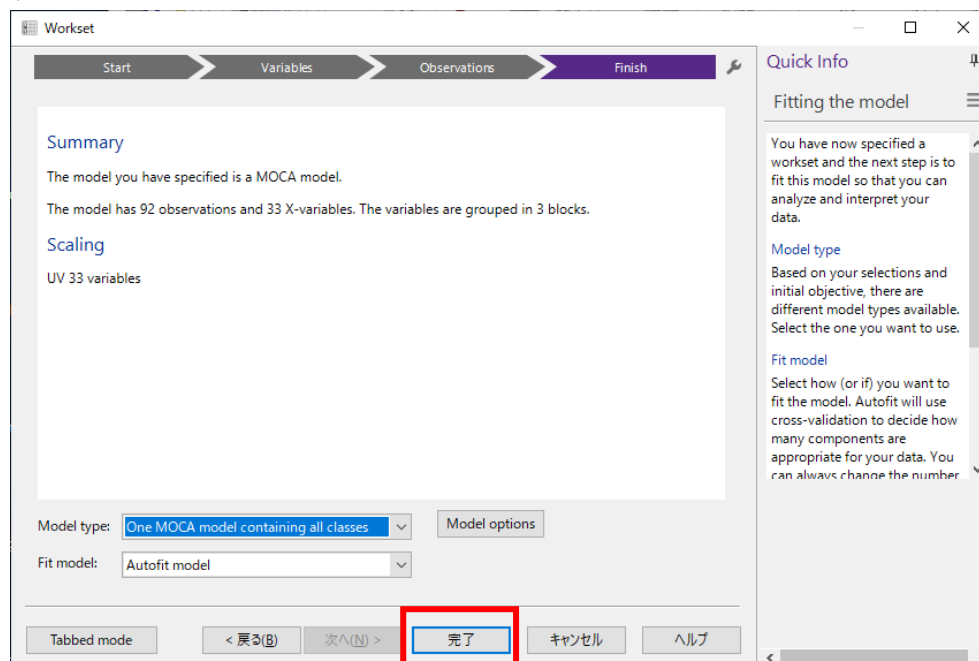 Workset
Start
Variables
Observations
Finish
Summary
The model you have specified is a MOCA model.
The model has 92 observations and 33 X-variables. The variables are grouped in 3 blocks.
Scaling
UV 33 variables
Model type:
One MOCA model containing all classes
Model options
Fit model:
Autofit model
Tabbed mode
< 戻る(B)
次へ(N) >
完了
キャンセル
ヘルプ
Quick Info
Fitting the model
You have now specified a
workset and the next step is to
fit this model so that you can
analyze and interpret your
data.
Model type
Based on your selections and
initial objective, there are
different model types available.
Select the one you want to use.
Fit model
Select how (or if) you want to
fit the model. Autofit will use
cross-validation to decide how
many components are
appropriate for your data. You
can always change the number